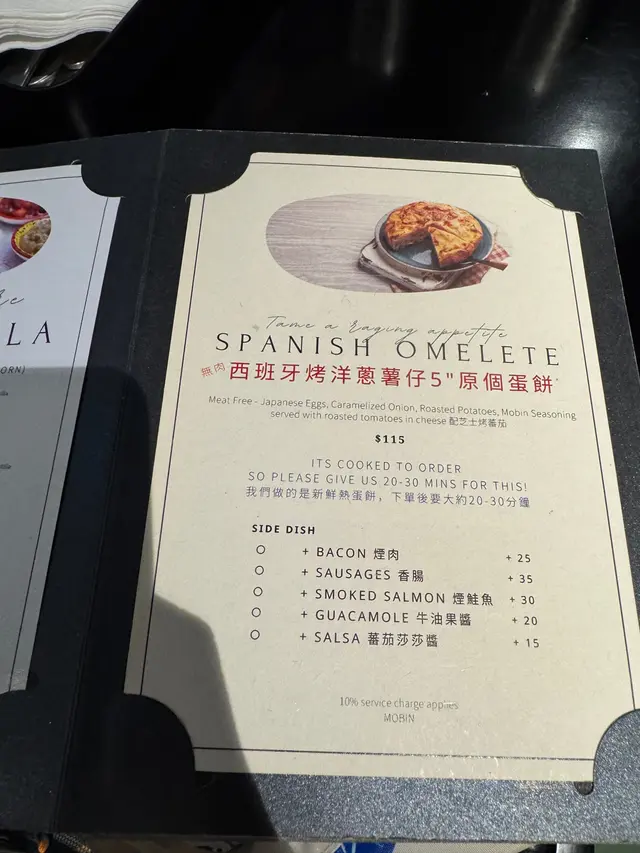 LA
ORN)
Tame a raging appetite
SPANISH OMELETE
無肉 西班牙烤洋蔥薯仔5"原個蛋餅
Meat Free - Japanese Eggs, Caramelized Onion, Roasted Potatoes, Mobin Seasoning
served with roasted tomatoes in cheese 配芝士烤蕃茄
$115
ITS COOKED TO ORDER
SO PLEASE GIVE US 20-30 MINS FOR THIS!
我們做的是新鮮熱蛋餅，下單後要大約20-30分鐘
SIDE DISH
+ BACON 煙肉 + 25
+ SAUSAGES 香腸 + 35
+ SMOKED SALMON 煙鮭魚 + 30
+ GUACAMOLE 牛油果醬 + 20
+ SALSA 蕃茄莎莎醬 + 15
10% service charge applies
MOBIN